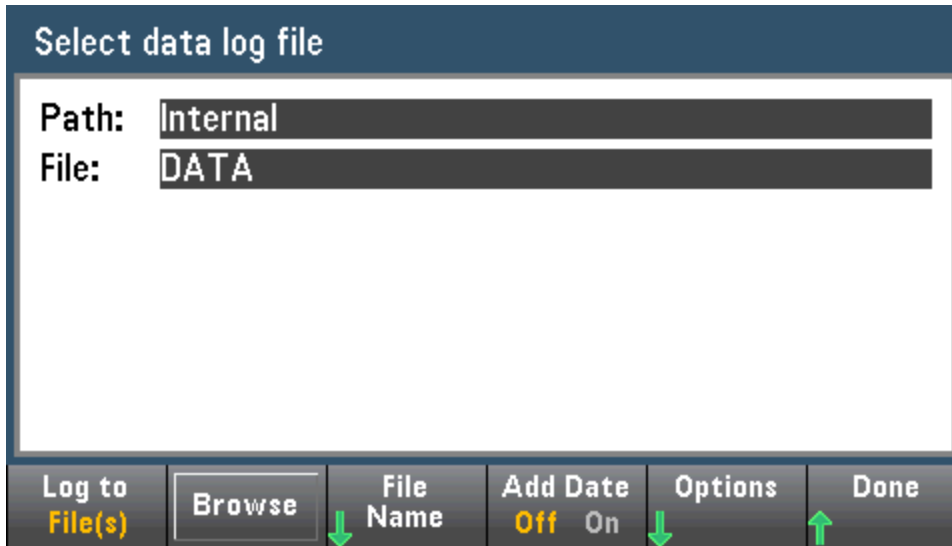 Select data log file
Path: Internal
File: DATA
Log to
File(s)
Browse
File
Name
Add Date
Off On
Options
Done